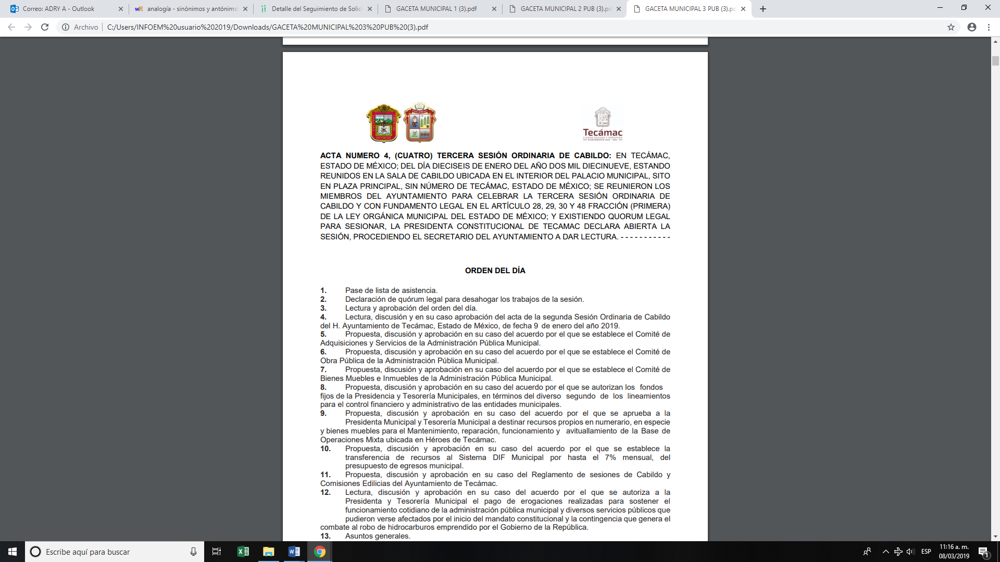 Correo: ADRY A - Outlook
analogía - sinónimos y antónimo
Detalle del Seguimiento de Solici
GACETA MUNICIPAL 1 (3).pdf
GACETA MUNICIPAL 2 PUB (3).pd
GACETA MUNICIPAL 3 PUB (3).pd
Archivo
C:/Users/INFOEM%20usuario%202019/Downloads/GACETA%20MUNICIPAL%203%20PUB%20(3).pdf
TECAMAC
Tecámac
CIUDAD SEGURA Y PRÓSPERA
AYUNTAMIENTO 2019 - 2021
ACTA NUMERO 4, (CUATRO) TERCERA SESIÓN ORDINARIA DE CABILDO: EN TECÁMAC,
ESTADO DE MÉXICO; DEL DÍA DIECISEIS DE ENERO DEL AÑO DOS MIL DIECINUEVE, ESTANDO
REUNIDOS EN LA SALA DE CABILDO UBICADA EN EL INTERIOR DEL PALACIO MUNICIPAL, SITO
EN PLAZA PRINCIPAL, SIN NÚMERO DE TECÁMAC, ESTADO DE MÉXICO; SE REUNIERON LOS
MIEMBROS DEL AYUNTAMIENTO PARA CELEBRAR LA TERCERA SESIÓN ORDINARIA DE
CABILDO Y CON FUNDAMENTO LEGAL EN EL ARTÍCULO 28, 29, 30 Y 48 FRACCIÓN (PRIMERA)
DE LA LEY ORGÁNICA MUNICIPAL DEL ESTADO DE MÉXICO; Y EXISTIENDO QUORUM LEGAL
PARA SESIONAR, LA PRESIDENTA CONSTITUCIONAL DE TECAMAC DECLARA ABIERTA LA
SESIÓN, PROCEDIENDO EL SECRETARIO DEL AYUNTAMIENTO A DAR LECTURA. - - - - - - - - - - -
ORDEN DEL DÍA
1. Pase de lista de asistencia.
2. Declaración de quórum legal para desahogar los trabajos de la sesión.
3. Lectura y aprobación del orden del día.
4. Lectura, discusión y en su caso aprobación del acta de la segunda Sesión Ordinaria de Cabildo
del H. Ayuntamiento de Tecámac, Estado de México, de fecha 9 de enero del año 2019.
5. Propuesta, discusión y aprobación en su caso del acuerdo por el que se establece el Comité de
Adquisiciones y Servicios de la Administración Pública Municipal.
6. Propuesta, discusión y aprobación en su caso del acuerdo por el que se establece el Comité de
Obra Pública de la Administración Pública Municipal.
7. Propuesta, discusión y aprobación en su caso del acuerdo por el que se establece el Comité de
Bienes Muebles e Inmuebles de la Administración Pública Municipal.
8. Propuesta, discusión y aprobación en su caso del acuerdo por el que se autorizan los fondos
fijos de la Presidencia y Tesorería Municipales, en términos del diverso segundo de los lineamientos
para el control financiero y administrativo de las entidades municipales.
9. Propuesta, discusión y aprobación en su caso del acuerdo por el que se aprueba a la
Presidenta Municipal y Tesorería Municipal a destinar recursos propios en numerario, en especie
y bienes muebles para el Mantenimiento, reparación, funcionamiento y avituallamiento de la Base de
Operaciones Mixta ubicada en Héroes de Tecámac.
10. Propuesta, discusión y aprobación en su caso del acuerdo por el que se establece la
transferencia de recursos al Sistema DIF Municipal por hasta el 7% mensual, del
presupuesto de egresos municipal.
11. Propuesta, discusión y aprobación en su caso del Reglamento de sesiones de Cabildo y
Comisiones Edilicias del Ayuntamiento de Tecámac.
12. Lectura, discusión y aprobación en su caso del acuerdo por el que se autoriza a la
Presidenta y Tesorería Municipal el pago de erogaciones realizadas para sostener el
funcionamiento cotidiano de la administración pública municipal y diversos servicios públicos que
pudieron verse afectados por el inicio del mandato constitucional y la contingencia que genera el
combate al robo de hidrocarburos emprendido por el Gobierno de la República.
13. Asuntos generales.
Escribe aquí para buscar
ESP
11:16 a. m.
08/03/2019
1